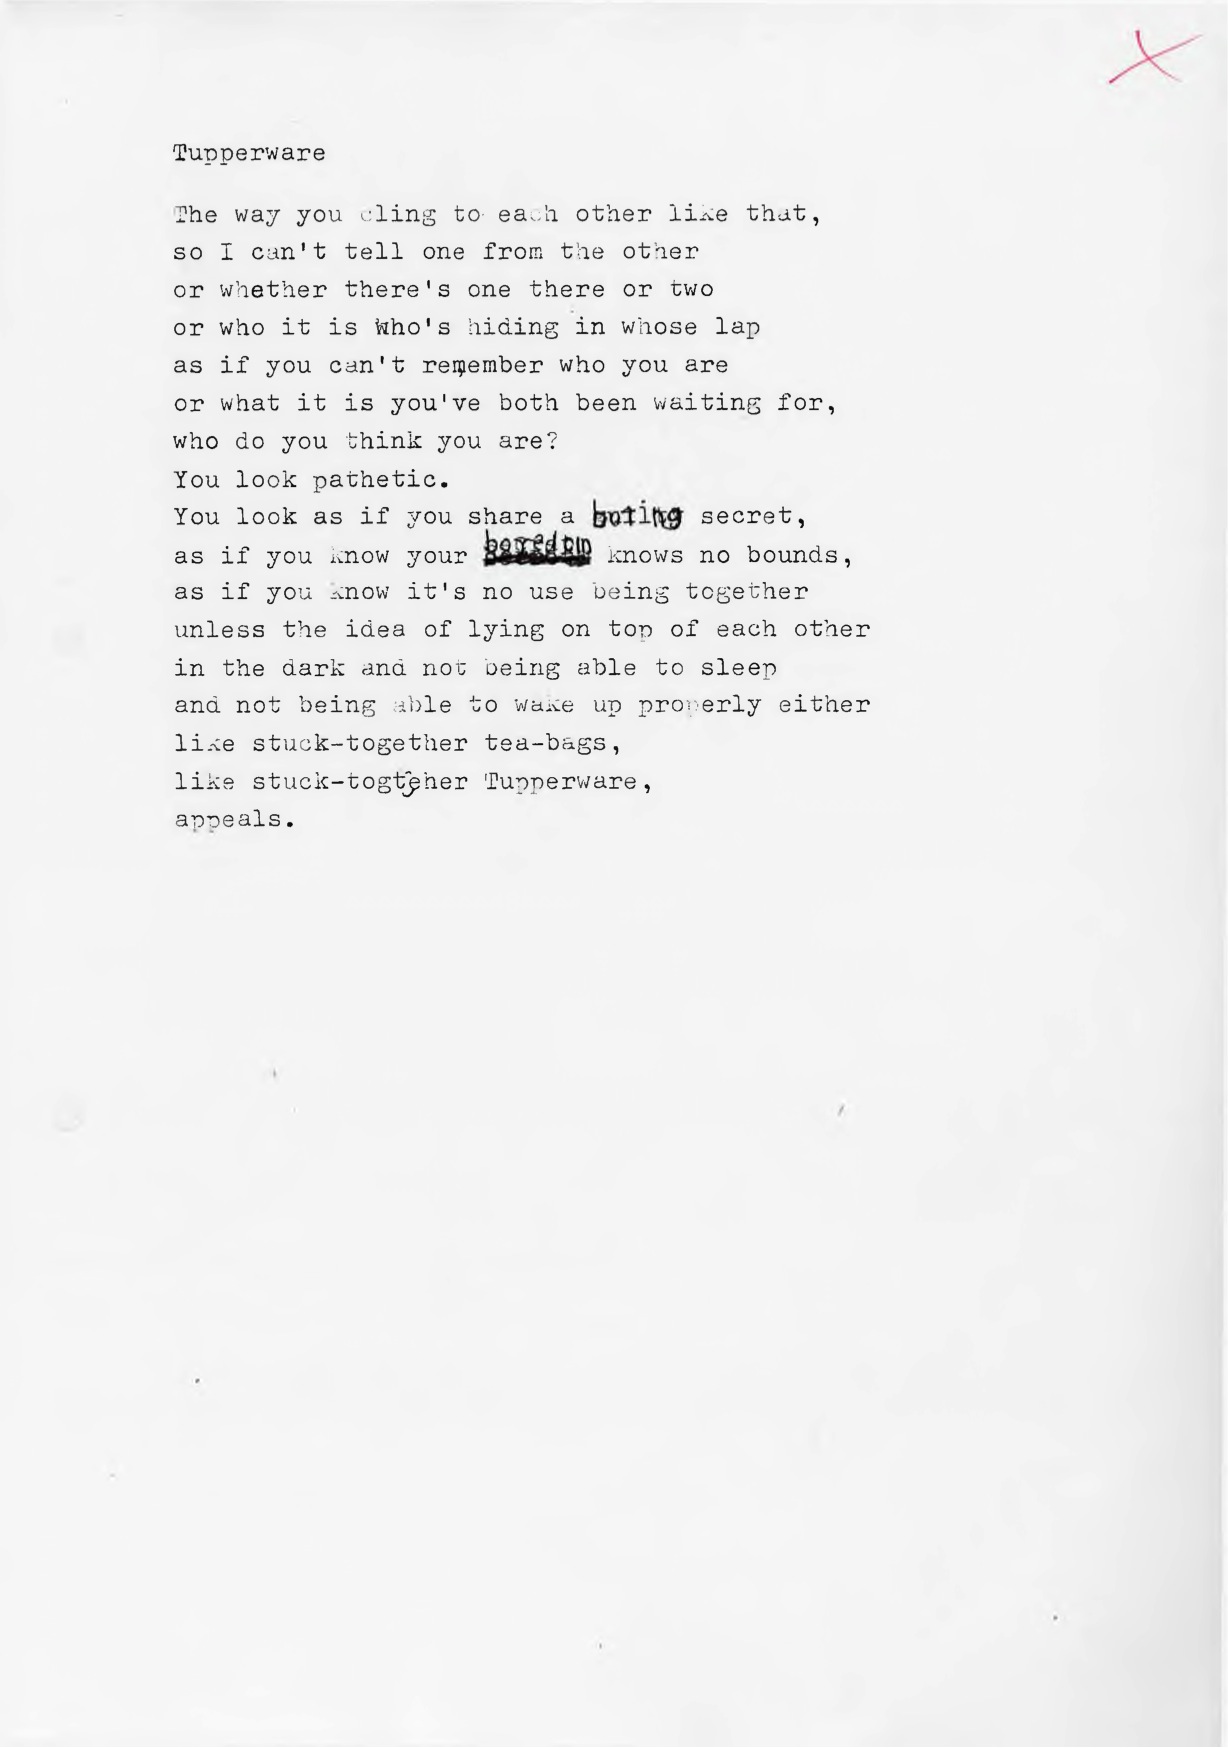 Tupperware
The way you cling to each other like that,
so I can't tell one from the other
or whether there's one there or two
or who it is who's hiding in whose lap
as if you can't remember who you are
or what it is you've both been waiting for,
who do you think you are?
You look pathetic.
You look as if you share a boring secret,
as if you know your boredom knows no bounds,
as if you know it's no use being together
unless the idea of lying on top of each other
in the dark and not being able to sleep
and not being able to wake up properly either
like stuck-together tea-bags,
like stuck-togteher Tupperware,
appeals.